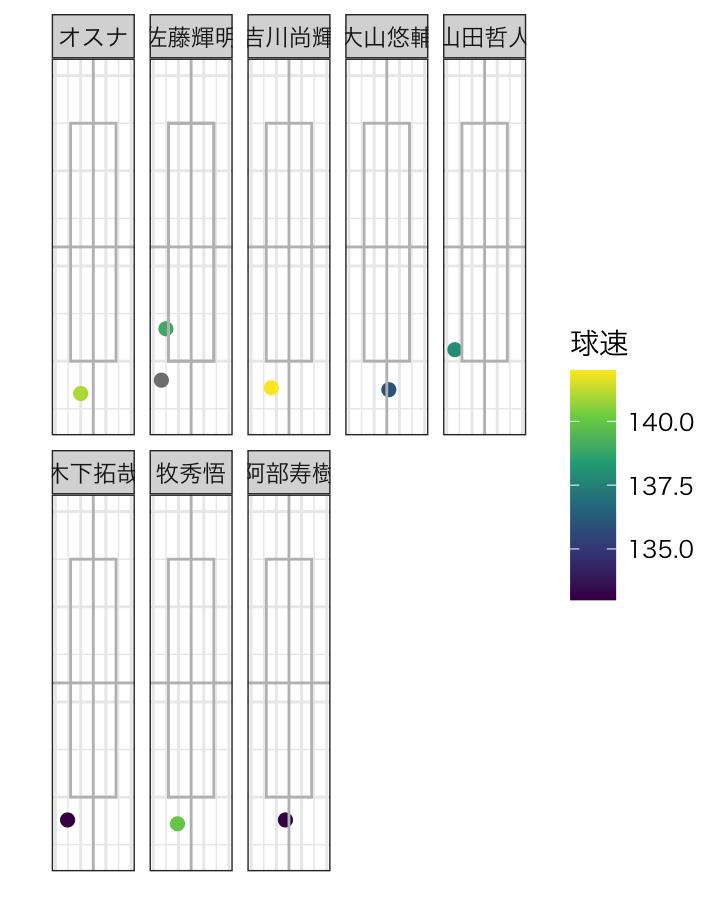 オスナ
佐藤輝明
吉川尚輝
大山悠輔
山田哲人
球速
140.0
137.5
135.0
木下拓哉
牧秀悟
阿部寿樹